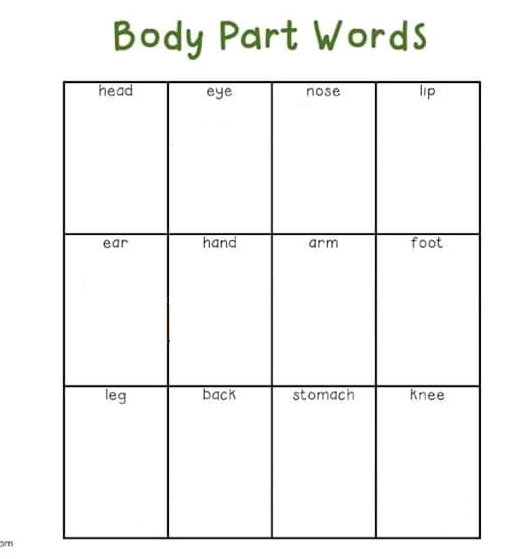 Body Part Words
head eye nose lip
ear hand arm foot
leg back stomach knee